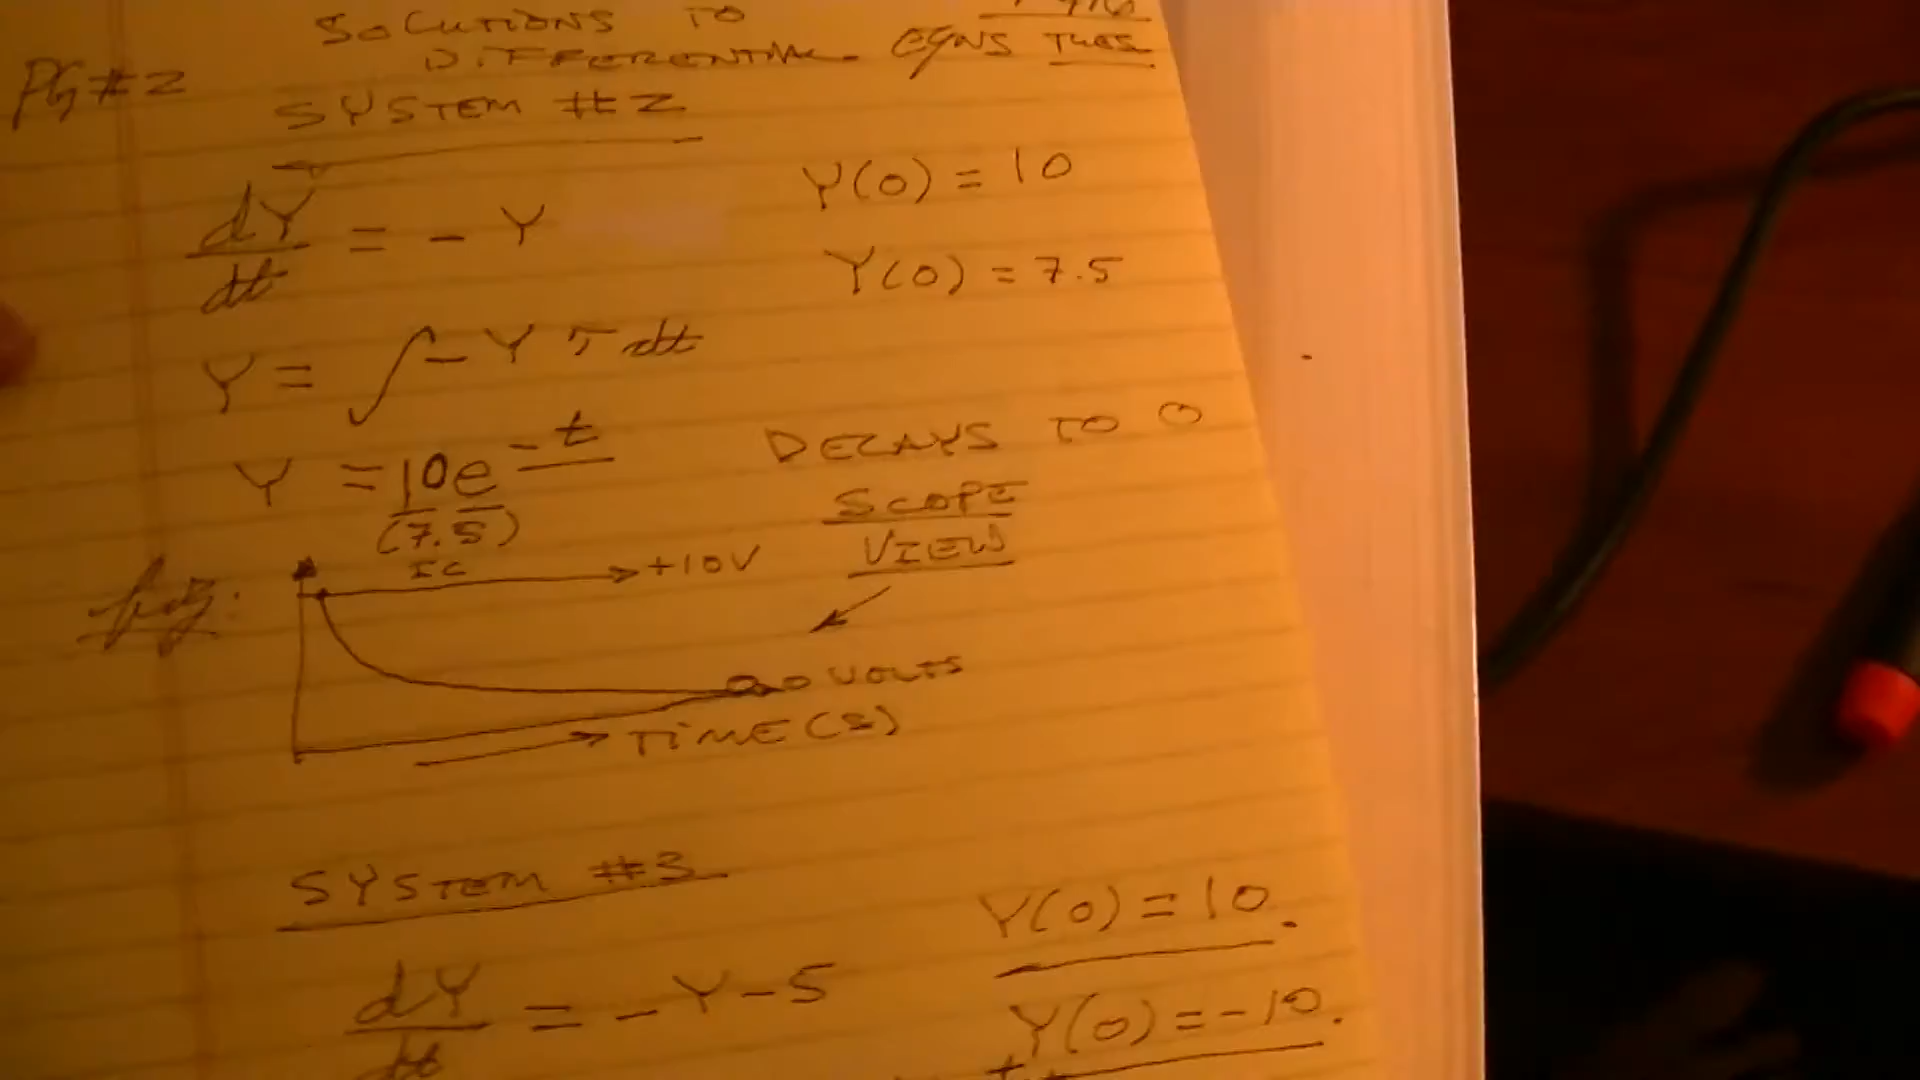 SOLUTIONS TO
DIFFERENTIAL EQNS THUS
PG #2
SYSTEM #2
dY/dt = - Y
Y(0) = 10
Y(0) = 7.5
Y = ∫ - Y dt
Y = 10e^-t
(7.5)
IC
DECAYS TO 0
SCOPE
VIEW
+10V
0 VOLTS
TIME (S)
SYSTEM #3
Y(0) = 10.
dY/dt = - Y - 5
Y(0) = -10.